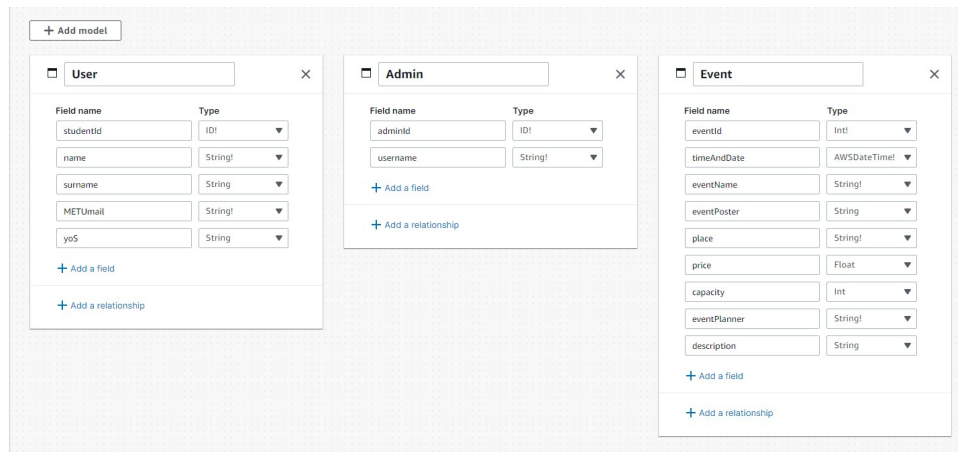 + Add model
User
Field name Type
studentId ID!
name String!
surname String
METUmail String!
yoS String
+ Add a field
+ Add a relationship
Admin
Field name Type
adminId ID!
username String!
+ Add a field
+ Add a relationship
Event
Field name Type
eventId Int!
timeAndDate AWSDateTime!
eventName String!
eventPoster String
place String!
price Float
capacity Int
eventPlanner String!
description String
+ Add a field
+ Add a relationship